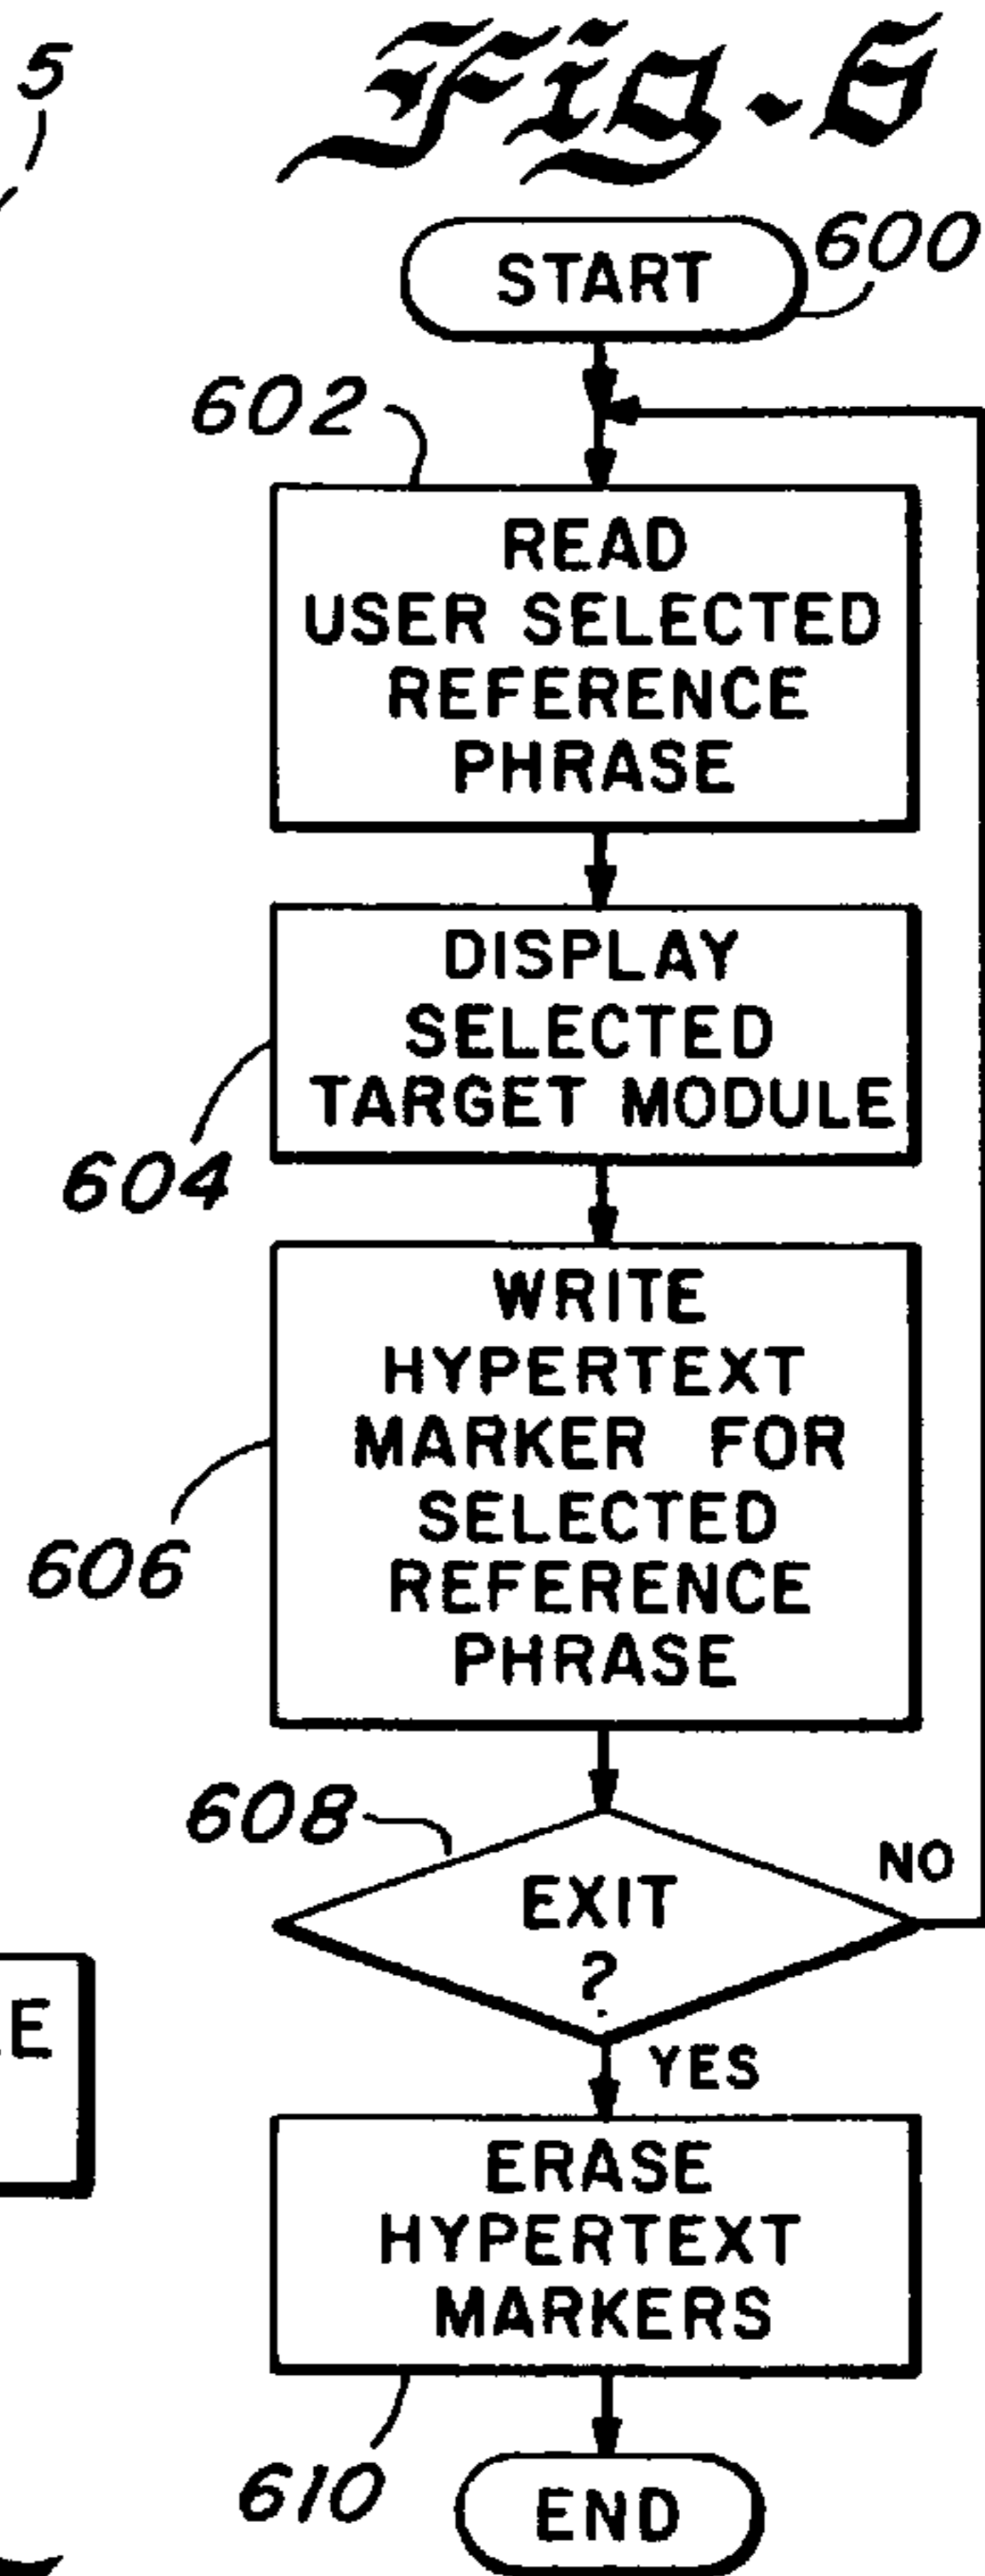 5
Fig. 6
START
600
602
READ
USER SELECTED
REFERENCE
PHRASE
DISPLAY
SELECTED
TARGET MODULE
604
WRITE
HYPERTEXT
MARKER FOR
SELECTED
REFERENCE
PHRASE
606
608
EXIT
?
NO
YES
LE
ERASE
HYPERTEXT
MARKERS
610
END